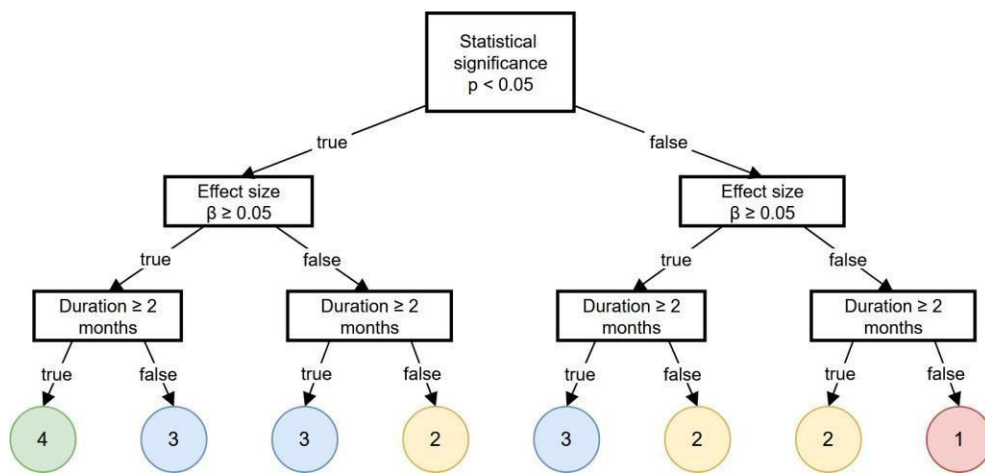 Statistical
significance
p < 0.05
true
false
Effect size
β ≥ 0.05
Effect size
β ≥ 0.05
true
false
true
false
Duration ≥ 2
months
Duration ≥ 2
months
Duration ≥ 2
months
Duration ≥ 2
months
true
false
true
false
true
false
true
false
4
3
3
2
3
2
2
1